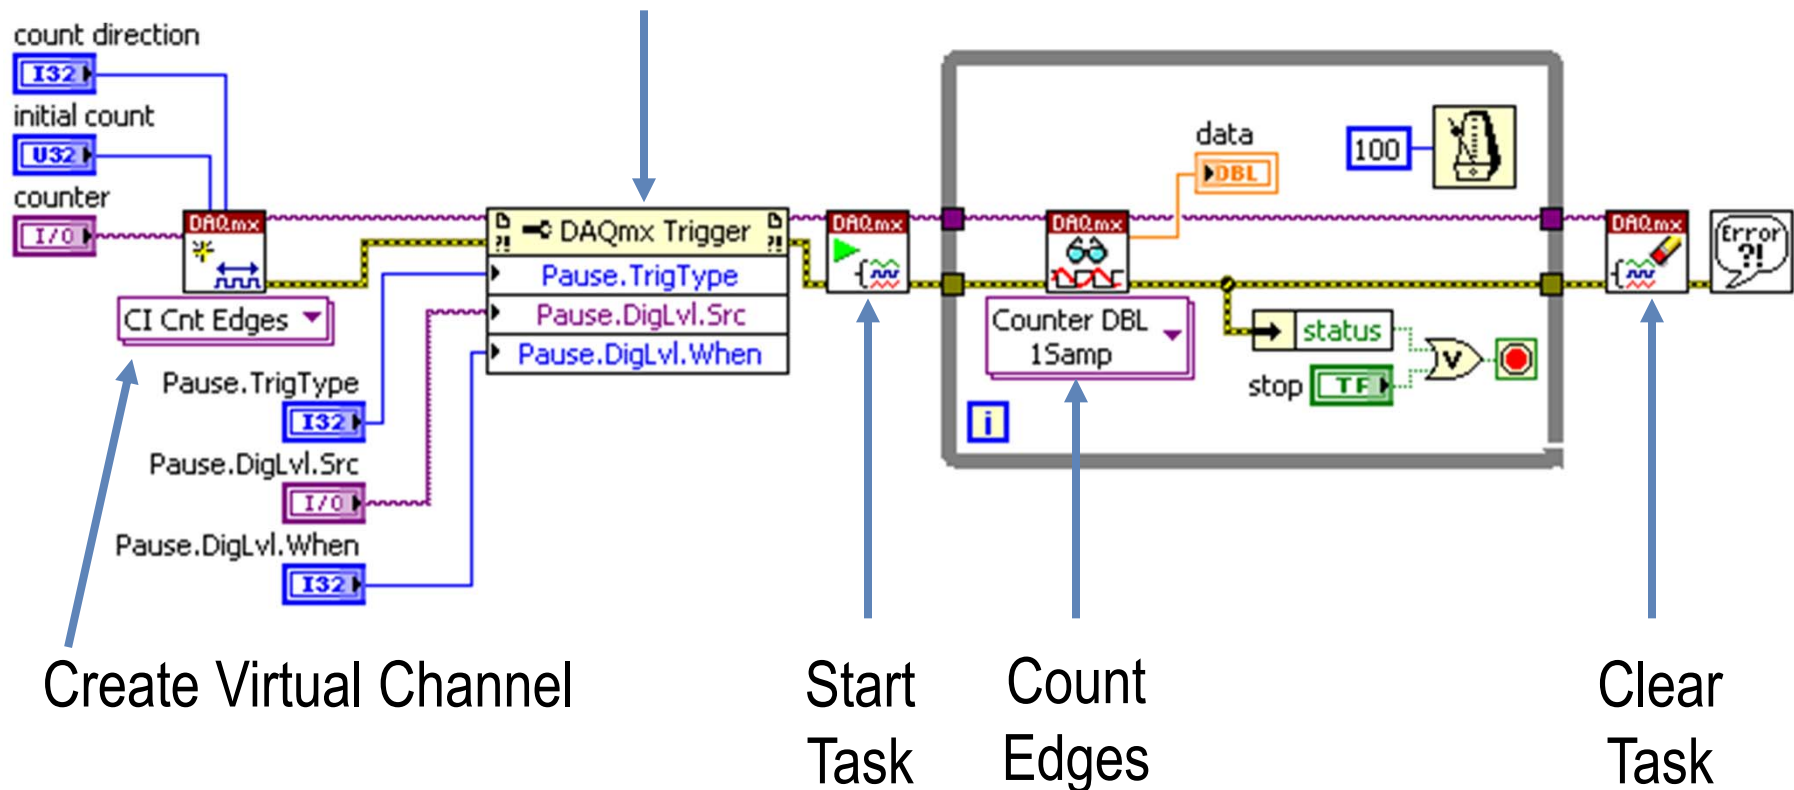 count direction
I32
initial count
U32
counter
I/O
DAQmx
CI Cnt Edges
Pause.TrigType
I32
Pause.DigLvl.Src
I/O
Pause.DigLvl.When
I32
DAQmx Trigger
?!
?!
Pause.TrigType
Pause.DigLvl.Src
Pause.DigLvl.When
DAQmx
DAQmx
Counter DBL
1Samp
data
DBL
100
status
stop
TF
V
i
DAQmx
Error
?!
Create Virtual Channel
Start
Task
Count
Edges
Clear
Task